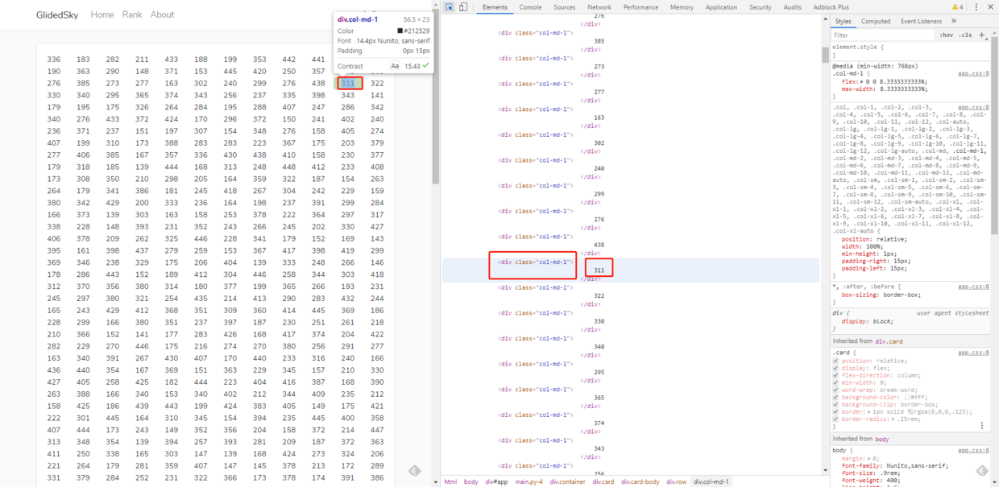 GlidedSky Home Rank About
div.col-md-1 56.5 × 23
Color #212529
Font 14.4px Nunito, sans-serif
Padding 0px 15px
Contrast Aa 15.43
336 183 282 211 433 188 199 353 442 441
190 363 290 148 371 153 445 420 250 357
276 385 273 277 163 302 240 299 276 438 311 322
330 340 295 365 374 343 256 237 335 398 343 141
179 195 175 326 264 284 195 288 407 247 286 342
340 276 433 372 424 170 296 372 150 241 402 240
236 371 237 151 197 307 154 348 276 158 405 274
407 199 310 173 388 283 283 223 367 175 203 379
277 406 385 167 357 336 430 438 410 158 230 377
179 318 185 139 444 168 313 248 448 412 233 408
173 308 350 210 298 205 164 359 322 187 154 263
264 179 341 386 181 245 418 267 304 242 229 159
380 342 429 200 333 236 164 198 237 391 299 284
166 373 139 303 163 158 253 378 222 364 297 317
338 228 148 393 231 352 243 266 245 202 330 427
406 378 209 262 325 446 228 341 179 152 169 143
395 161 398 437 279 259 153 367 417 398 419 299
369 346 238 329 175 206 404 139 333 248 266 146
178 286 443 152 189 412 304 446 258 344 303 418
312 370 356 380 314 180 377 199 365 266 193 231
245 297 380 321 254 435 214 413 290 283 432 244
165 243 429 412 368 351 309 360 414 445 369 186
228 299 166 380 351 237 397 187 230 251 261 218
210 366 152 141 177 283 426 168 417 374 204 422
282 229 270 446 175 216 274 270 380 256 291 277
163 340 391 267 430 407 170 440 233 316 240 166
436 440 354 167 369 151 363 229 345 157 210 330
427 405 258 425 182 444 223 404 416 387 168 390
263 388 166 340 153 340 402 212 344 409 235 212
158 425 186 439 443 199 424 383 405 149 175 421
222 301 445 164 310 345 154 394 235 445 400 358
407 444 173 243 149 352 356 204 158 372 214 447
313 348 354 139 394 257 393 281 209 187 372 363
411 250 338 165 303 147 139 168 424 273 324 206
221 264 179 281 359 407 147 145 378 213 172 289
331 379 284 252 231 322 366 173 378 174 391 386
Elements Console Sources Network Performance Memory Application Security Audits Adblock Plus 4
276
</div>
<div class="col-md-1">
385
</div>
<div class="col-md-1">
273
</div>
<div class="col-md-1">
277
</div>
<div class="col-md-1">
163
</div>
<div class="col-md-1">
302
</div>
<div class="col-md-1">
240
</div>
<div class="col-md-1">
299
</div>
<div class="col-md-1">
276
</div>
<div class="col-md-1">
438
</div>
<div class="col-md-1">
311
</div>
<div class="col-md-1">
322
</div>
<div class="col-md-1">
330
</div>
<div class="col-md-1">
340
</div>
<div class="col-md-1">
295
</div>
<div class="col-md-1">
365
</div>
<div class="col-md-1">
374
</div>
<div class="col-md-1">
343
</div>
<div class="col-md-1">
256
html body div#app main.py-4 div.container div.card div.card-body div.row div.col-md-1
Styles Computed Event Listeners »
Filter :hov .cls +
element.style {
}
@media (min-width: 768px)
.col-md-1 { app.css:8
flex: 0 0 8.3333333333%;
max-width: 8.3333333333%;
}
.col, .col-1, .col-2, .col-3, app.css:8
.col-4, .col-5, .col-6, .col-7, .col-8, .col-
9, .col-10, .col-11, .col-12, .col-auto,
.col-lg, .col-lg-1, .col-lg-2, .col-lg-3,
.col-lg-4, .col-lg-5, .col-lg-6, .col-lg-7,
.col-lg-8, .col-lg-9, .col-lg-10, .col-lg-11,
.col-lg-12, .col-lg-auto, .col-md, .col-md-1,
.col-md-2, .col-md-3, .col-md-4, .col-md-5,
.col-md-6, .col-md-7, .col-md-8, .col-md-9,
.col-md-10, .col-md-11, .col-md-12, .col-md-
auto, .col-sm, .col-sm-1, .col-sm-2, .col-sm-
3, .col-sm-4, .col-sm-5, .col-sm-6, .col-sm-
7, .col-sm-8, .col-sm-9, .col-sm-10, .col-sm-
11, .col-sm-12, .col-sm-auto, .col-xl, .col-
xl-1, .col-xl-2, .col-xl-3, .col-xl-4, .col-
xl-5, .col-xl-6, .col-xl-7, .col-xl-8, .col-
xl-9, .col-xl-10, .col-xl-11, .col-xl-12,
.col-xl-auto {
position: relative;
width: 100%;
min-height: 1px;
padding-right: 15px;
padding-left: 15px;
}
*, :after, :before { app.css:8
box-sizing: border-box;
}
div { user agent stylesheet
display: block;
}
Inherited from div.card
.card { app.css:8
position: relative;
display: flex;
flex-direction: column;
min-width: 0;
word-wrap: break-word;
background-color: #fff;
background-clip: border-box;
border: 1px solid rgba(0,0,0,.125);
border-radius: .25rem;
}
Inherited from body
body { app.css:8
margin: 0;
font-family: Nunito,sans-serif;
font-size: .9rem;
font-weight: 400;